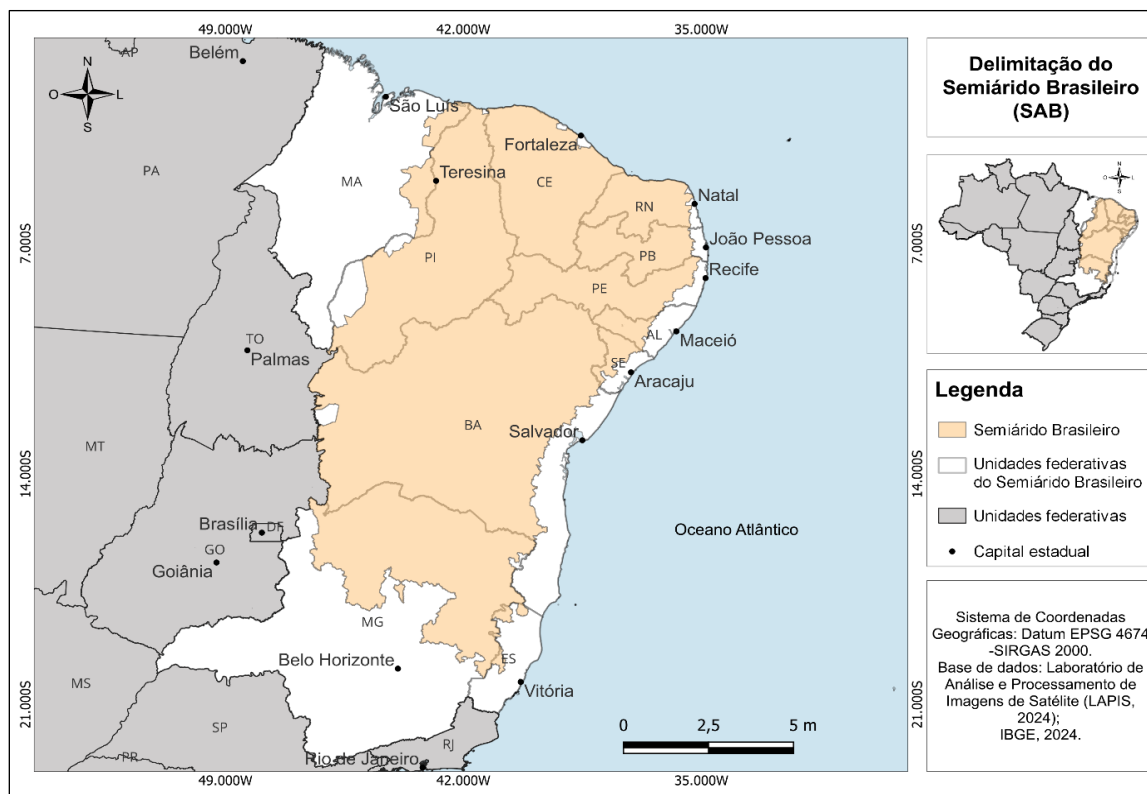 49.000W
42.000W
35.000W
AP
Belém
N
O
L
S
São Luís
Fortaleza
PA
MA
Teresina
CE
Natal
RN
João Pessoa
7.000S
7.000S
PI
PB
Recife
PE
TO
Palmas
AL
Maceió
SE
Aracaju
BA
Salvador
MT
14.000S
14.000S
Brasília
DF
GO
Goiânia
Oceano Atlântico
MG
Belo Horizonte
ES
Vitória
MS
21.000S
21.000S
SP
RJ
PR
Rio de Janeiro
0
2,5
5 m
49.000W
42.000W
35.000W
Delimitação do
Semiárido Brasileiro
(SAB)
N
O
L
S
Legenda
Semiárido Brasileiro
Unidades federativas
do Semiárido Brasileiro
Unidades federativas
Capital estadual
Sistema de Coordenadas
Geográficas: Datum EPSG 4674
-SIRGAS 2000.
Base de dados: Laboratório de
Análise e Processamento de
Imagens de Satélite (LAPIS,
2024);
IBGE, 2024.